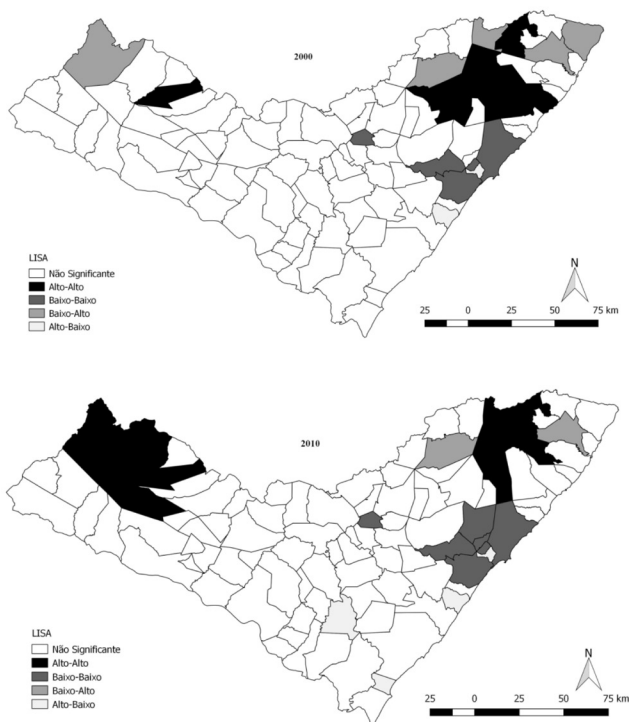 2000
LISA
Não Significante
Alto-Alto
Baixo-Baixo
Baixo-Alto
Alto-Baixo
N
25 0 25 50 75 km
2010
LISA
Não Significante
Alto-Alto
Baixo-Baixo
Baixo-Alto
Alto-Baixo
N
25 0 25 50 75 km